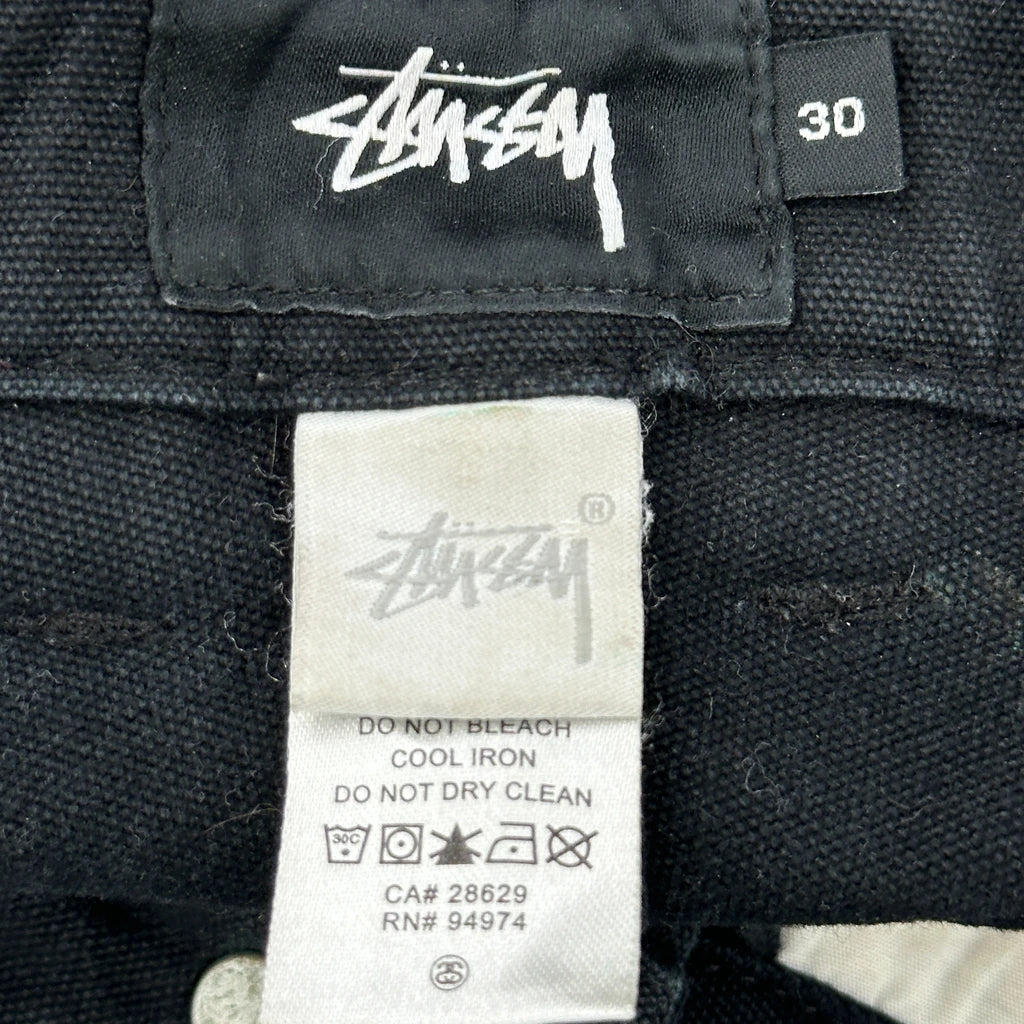 STÜSSY
30
STÜSSY ®
DO NOT BLEACH
COOL IRON
DO NOT DRY CLEAN
30C
CA# 28629
RN# 94974